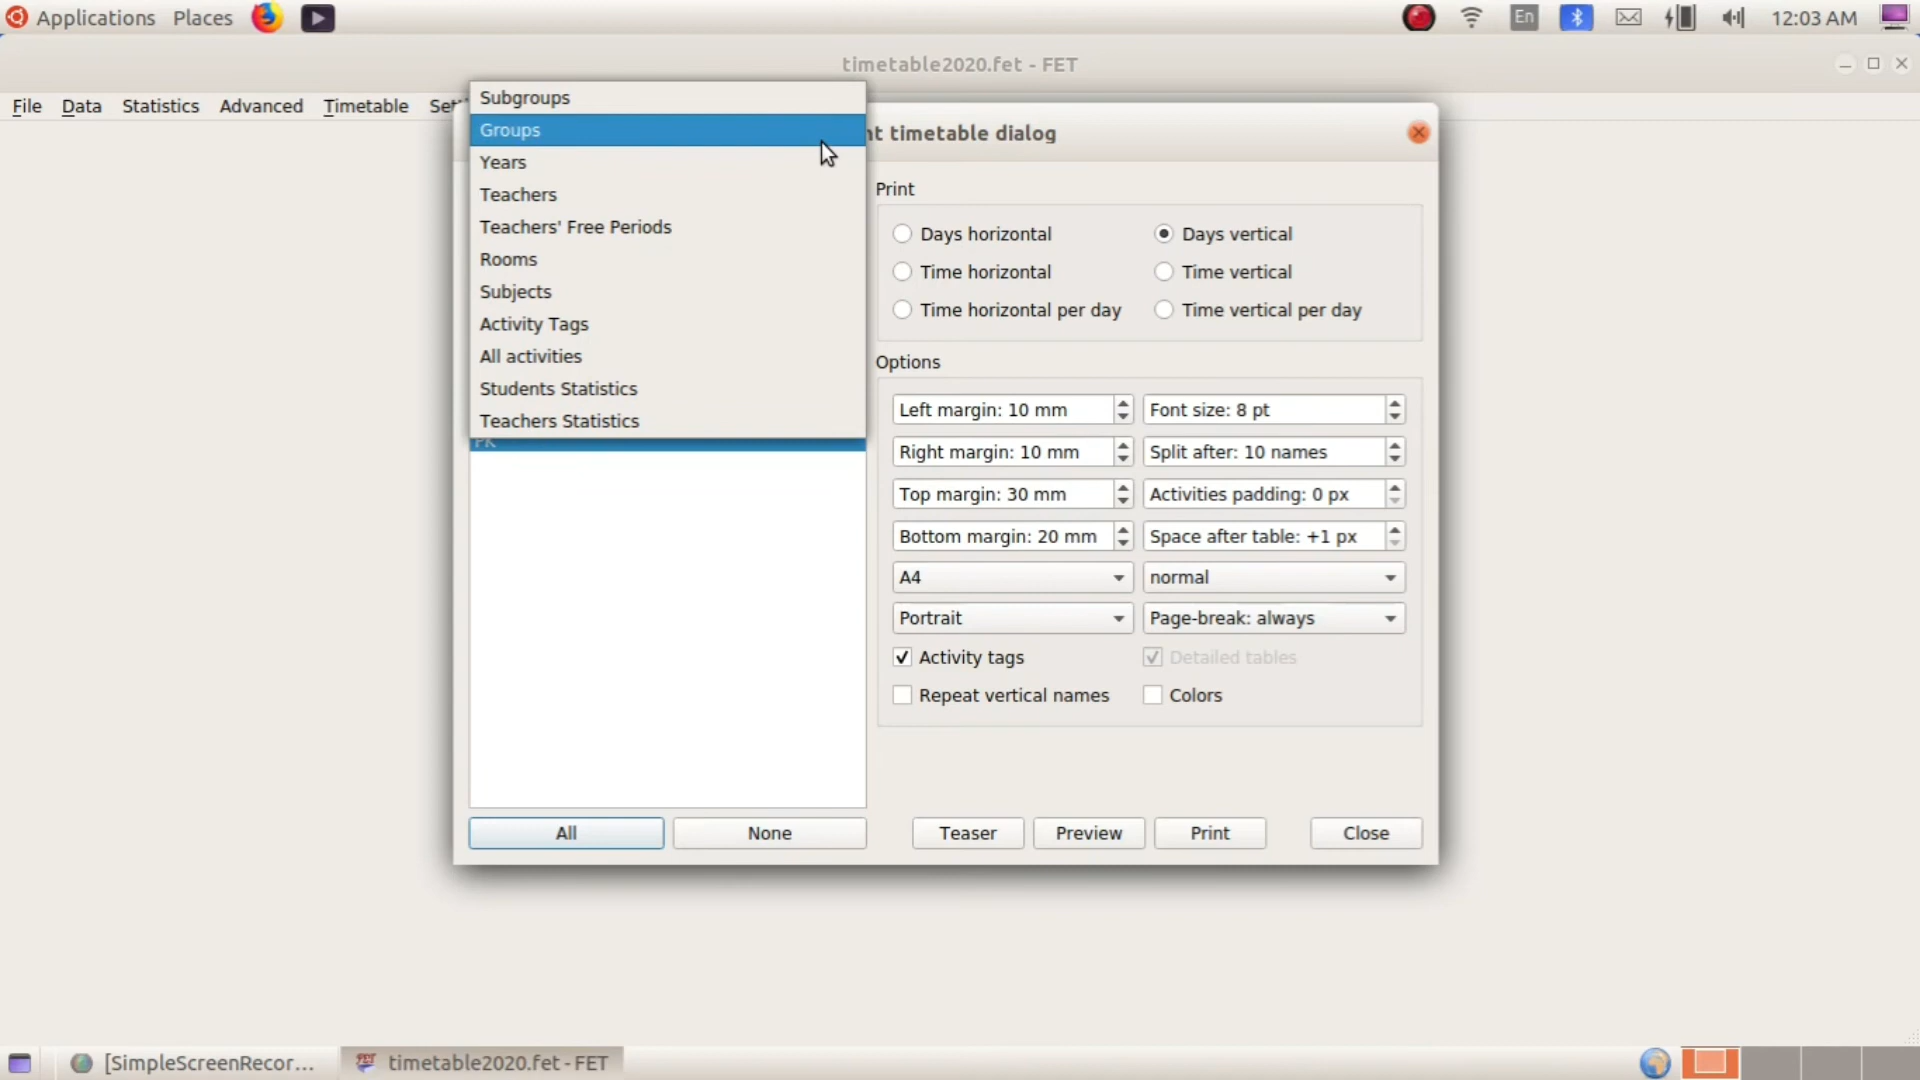 Applications Places
En 12:03 AM
timetable2020.fet - FET
File Data Statistics Advanced Timetable
nt timetable dialog
Subgroups
Groups
Years
Teachers
Teachers' Free Periods
Rooms
Subjects
Activity Tags
All activities
Students Statistics
Teachers Statistics
PK
All None
Print
Days horizontal Days vertical
Time horizontal Time vertical
Time horizontal per day Time vertical per day
Options
Left margin: 10 mm Font size: 8 pt
Right margin: 10 mm Split after: 10 names
Top margin: 30 mm Activities padding: 0 px
Bottom margin: 20 mm Space after table: +1 px
A4 normal
Portrait Page-break: always
Activity tags Detailed tables
Repeat vertical names Colors
Teaser Preview Print Close
[SimpleScreenRecor... timetable2020.fet - FET